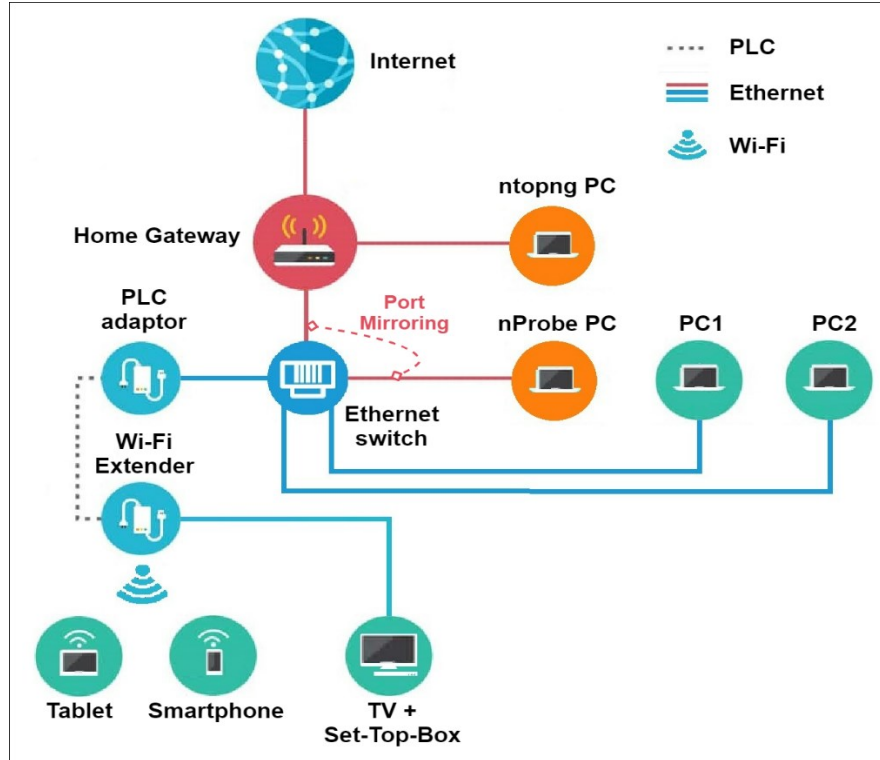 Internet
PLC
Ethernet
Wi-Fi
ntopng PC
Home Gateway
PLC
adaptor
Port
Mirroring
nProbe PC
PC1
PC2
Ethernet
switch
Wi-Fi
Extender
Tablet
Smartphone
TV +
Set-Top-Box